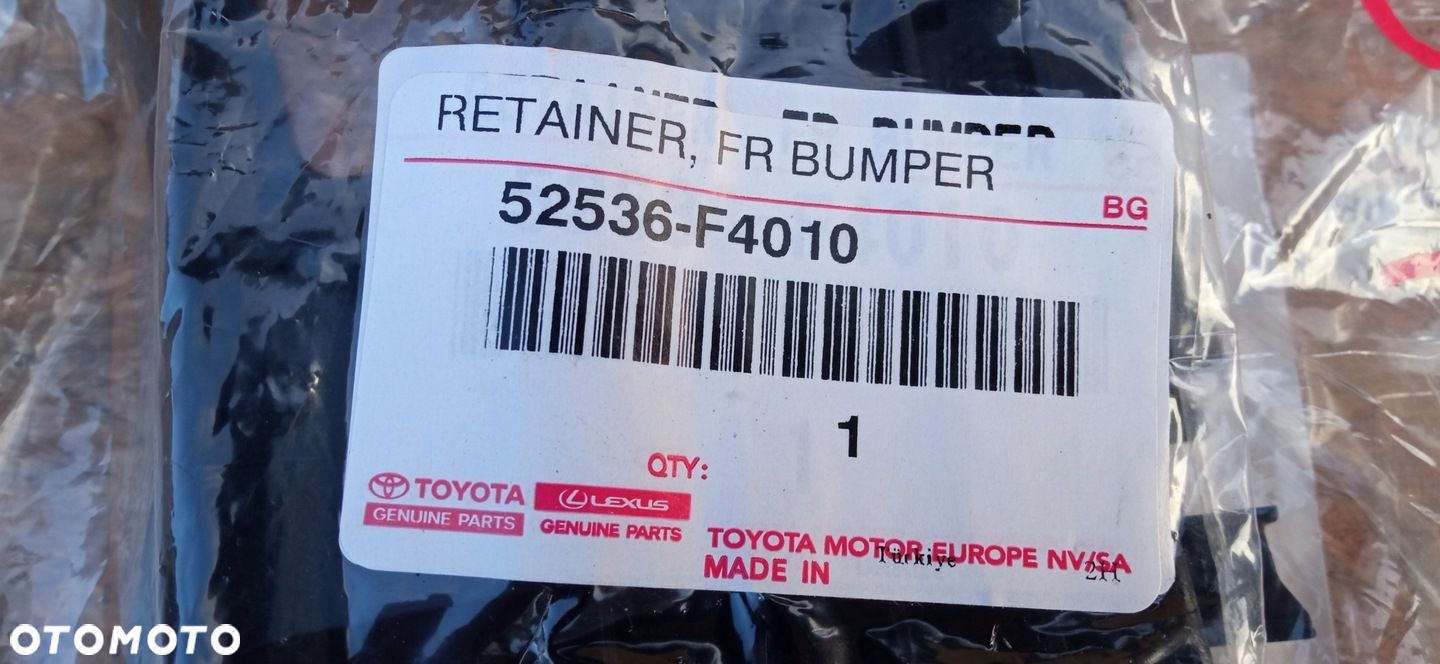 RETAINER, FR BUMPER
BG
52536-F4010
1
QTY:
TOYOTA
GENUINE PARTS
LEXUS
GENUINE PARTS
TOYOTA MOTOR EUROPE NV/SA
MADE IN Türkiye 211
OTOMOTO